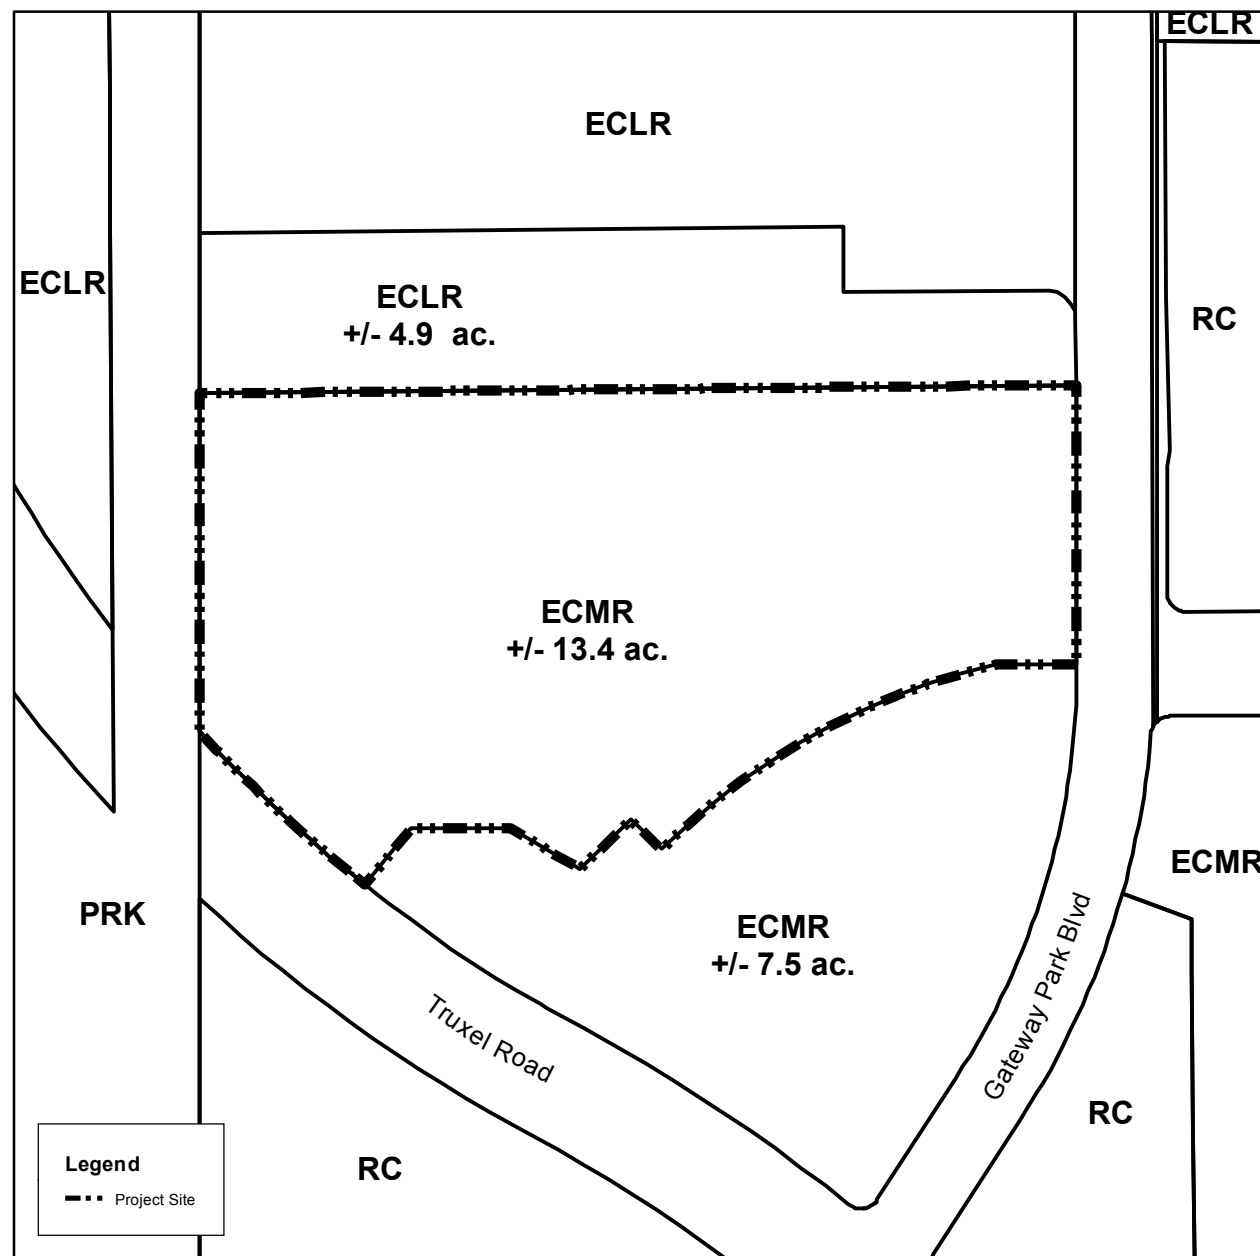 ECLR
ECLR
ECLR
ECLR
+/- 4.9  ac.
RC
ECMR
+/- 13.4 ac.
ECMR
PRK
ECMR
+/- 7.5 ac.
Gateway Park Blvd
Truxel Road
RC
RC
Legend
Project Site